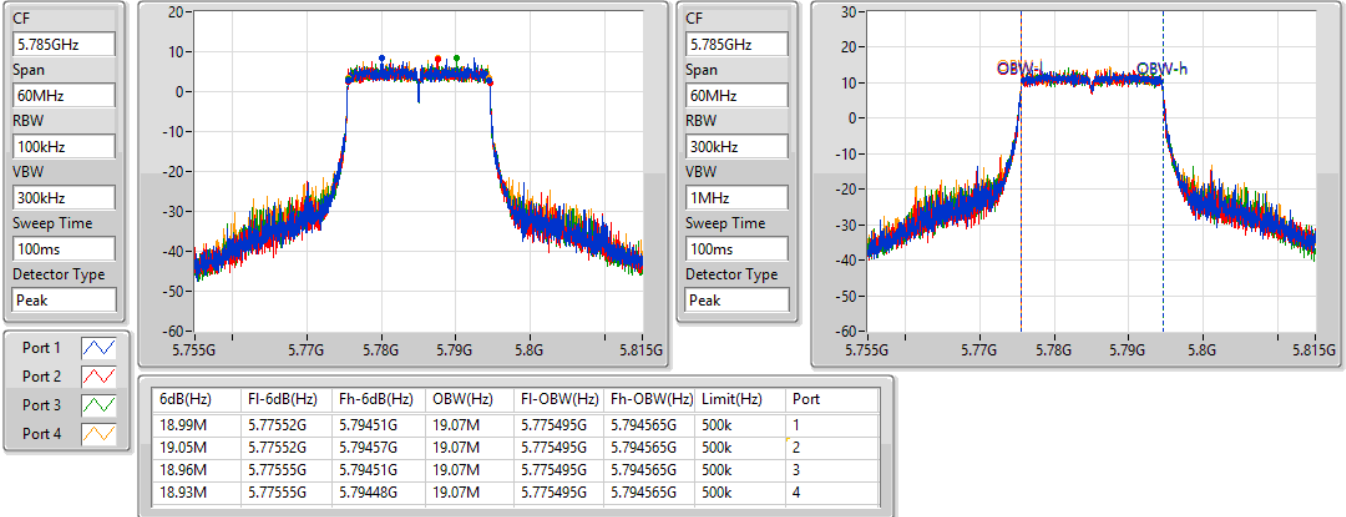 CF
5.785GHz
Span
60MHz
RBW
100kHz
VBW
300kHz
Sweep Time
100ms
Detector Type
Peak
20
10
0
-10
-20
-30
-40
-50
-60
5.755G 5.77G 5.78G 5.79G 5.8G 5.815G
CF
5.785GHz
Span
60MHz
RBW
300kHz
VBW
1MHz
Sweep Time
100ms
Detector Type
Peak
30
20
10
0
-10
-20
-30
-40
-50
-60
OBW-l OBW-h
5.755G 5.77G 5.78G 5.79G 5.8G 5.815G
Port 1
Port 2
Port 3
Port 4
6dB(Hz) Fl-6dB(Hz) Fh-6dB(Hz) OBW(Hz) Fl-OBW(Hz) Fh-OBW(Hz) Limit(Hz) Port
18.99M 5.77552G 5.79451G 19.07M 5.775495G 5.794565G 500k 1
19.05M 5.77552G 5.79457G 19.07M 5.775495G 5.794565G 500k 2
18.96M 5.77555G 5.79451G 19.07M 5.775495G 5.794565G 500k 3
18.93M 5.77555G 5.79448G 19.07M 5.775495G 5.794565G 500k 4